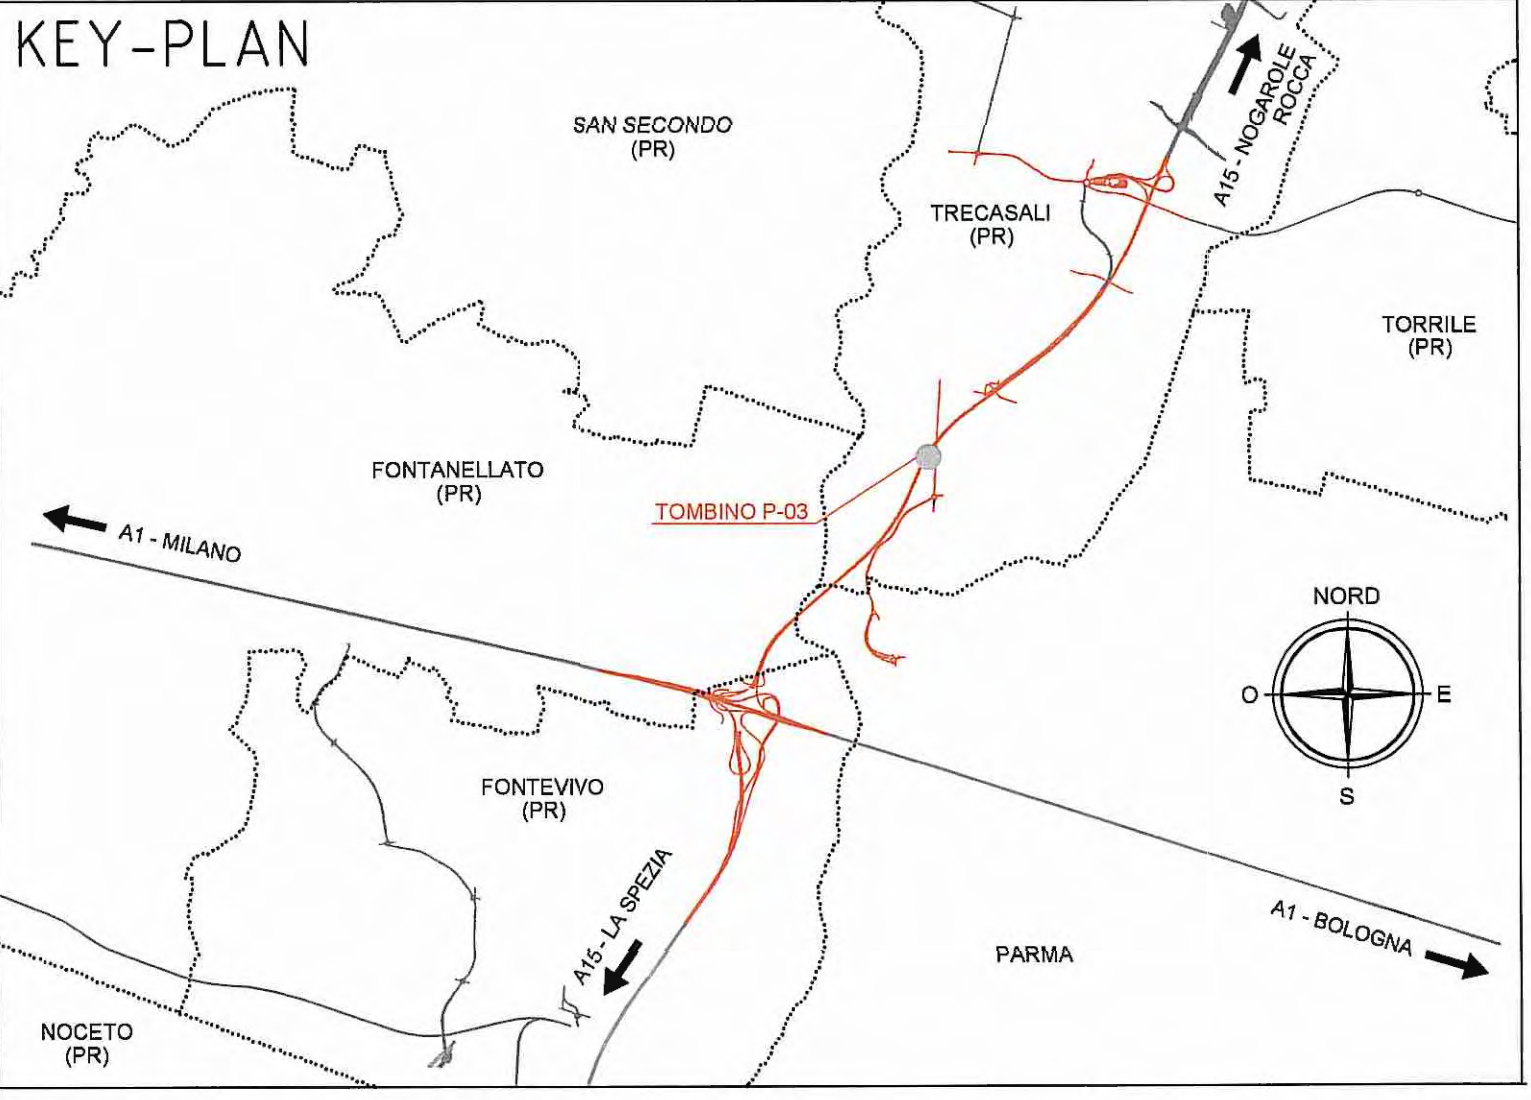 KEY-PLAN
SAN SECONDO
(PR)
A15 - NOGAROLE
ROCCA
TRECASALI
(PR)
TORRILE
(PR)
FONTANELLATO
(PR)
TOMBINO P-03
A1 - MILANO
NORD
O
E
S
FONTEVIVO
(PR)
A15 - LA SPEZIA
A1 - BOLOGNA
PARMA
NOCETO
(PR)